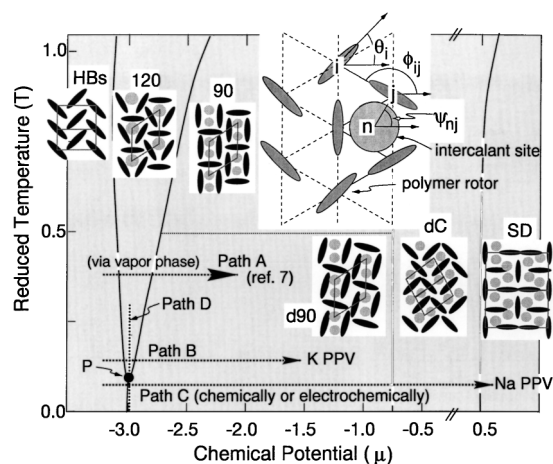 1.0
0.5
0.0
Reduced Temperature (T)
HBs
120
90
θi
ϕij
i
j
n
ψnj
intercalant site
polymer rotor
(via vapor phase)
Path A
(ref. 7)
Path D
d90
dC
SD
P
Path B
K PPV
Path C (chemically or electrochemically)
Na PPV
-3.0
-2.5
-2.0
-1.5
-1.0
-0.5
0.5
Chemical Potential (μ)